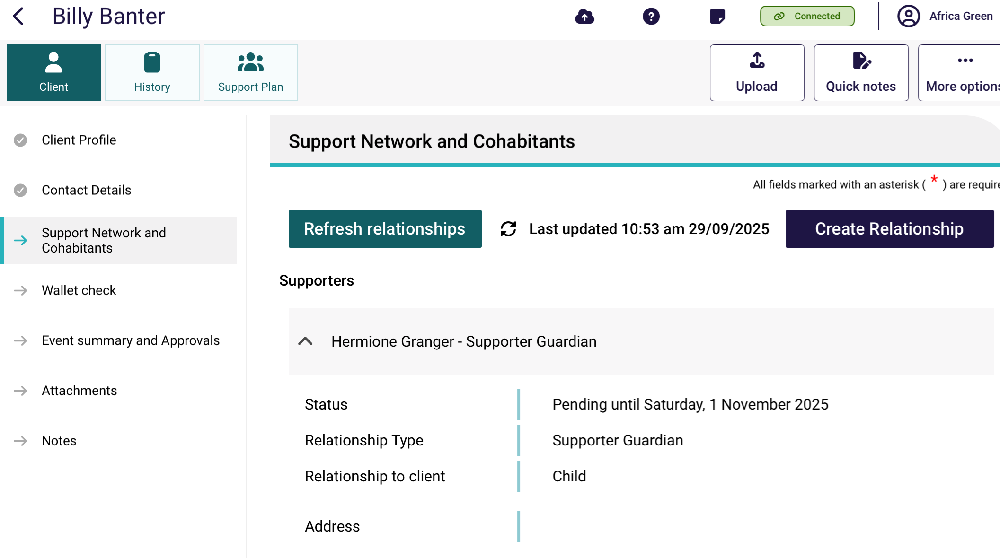 Billy Banter
Connected
Africa Green
Client
History
Support Plan
Upload
Quick notes
More options
Client Profile
Contact Details
Support Network and
Cohabitants
Wallet check
Event summary and Approvals
Attachments
Notes
Support Network and Cohabitants
All fields marked with an asterisk ( * ) are require
Refresh relationships
Last updated 10:53 am 29/09/2025
Create Relationship
Supporters
Hermione Granger - Supporter Guardian
Status
Pending until Saturday, 1 November 2025
Relationship Type
Supporter Guardian
Relationship to client
Child
Address